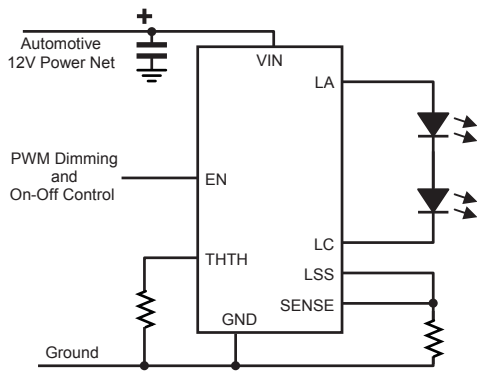 +
Automotive
12V Power Net
VIN
LA
PWM Dimming
and
On-Off Control
EN
LC
THTH
LSS
SENSE
GND
Ground